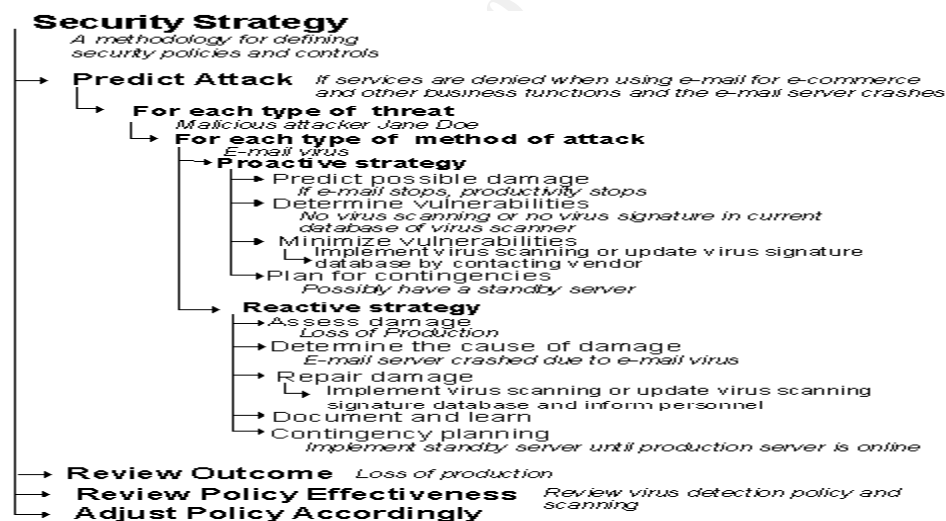 Security Strategy
A methodology for defining
security policies and controls
Predict Attack If services are denied when using e-mail for e-commerce
and other business functions and the e-mail server crashes
For each type of threat
Malicious attacker Jane Doe
For each type of method of attack
E-mail virus
Proactive strategy
Predict possible damage
If e-mail stops, productivity stops
Determine vulnerabilities
No virus scanning or no virus signature in current
database of virus scanner
Minimize vulnerabilities
Implement virus scanning or update virus signature
database by contacting vendor
Plan for contingencies
Possibly have a standby server
Reactive strategy
Assess damage
Loss of Production
Determine the cause of damage
E-mail server crashed due to e-mail virus
Repair damage
Implement virus scanning or update virus scanning
signature database and inform personnel
Document and learn
Contingency planning
Implement standby server until production server is online
Review Outcome Loss of production
Review Policy Effectiveness Review virus detection policy and
scanning
Adjust Policy Accordingly